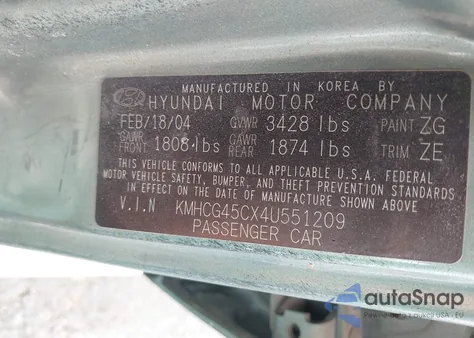 MANUFACTURED IN KOREA BY
HYUNDAI MOTOR COMPANY
FEB/18/04 GVWR 3428 lbs PAINT ZG
GAWR FRONT 1808 lbs GAWR REAR 1874 lbs TRIM ZE
THIS VEHICLE CONFORMS TO ALL APPLICABLE U.S.A. FEDERAL
MOTOR VEHICLE SAFETY, BUMPER, AND THEFT PREVENTION STANDARDS
IN EFFECT ON THE DATE OF MANUFACTURE SHOWN ABOVE.
V.I.N KMHCG45CX4U551209
PASSENGER CAR
autoSnap